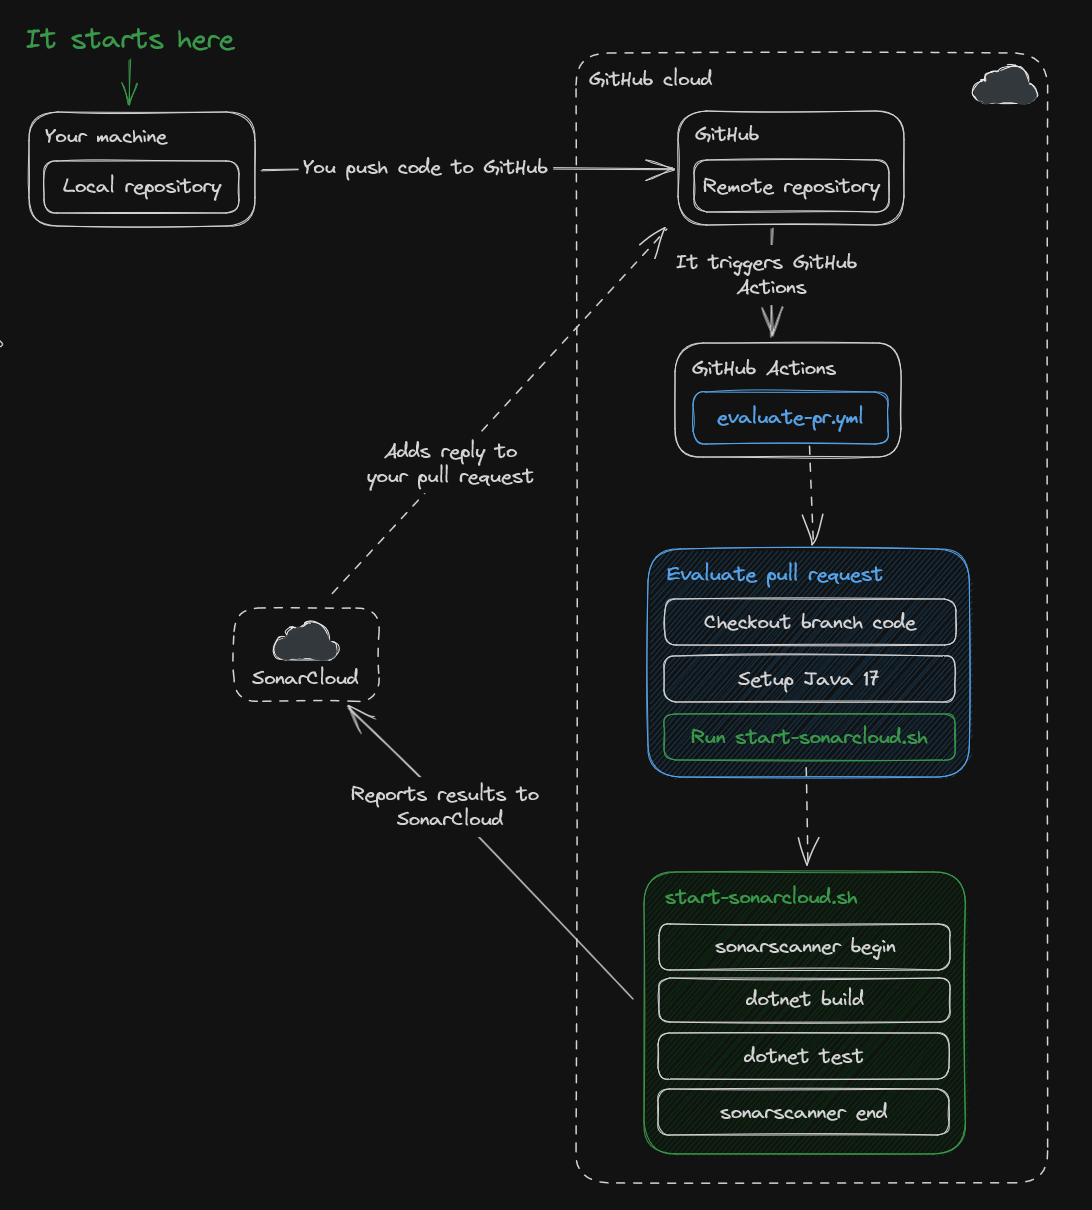 It starts here
GitHub cloud
Your machine
Local repository
You push code to GitHub
GitHub
Remote repository
It triggers GitHub
Actions
GitHub Actions
evaluate-pr.yml
Adds reply to
your pull request
Evaluate pull request
Checkout branch code
Setup Java 17
Run start-sonarcloud.sh
SonarCloud
Reports results to
SonarCloud
start-sonarcloud.sh
sonarscanner begin
dotnet build
dotnet test
sonarscanner end